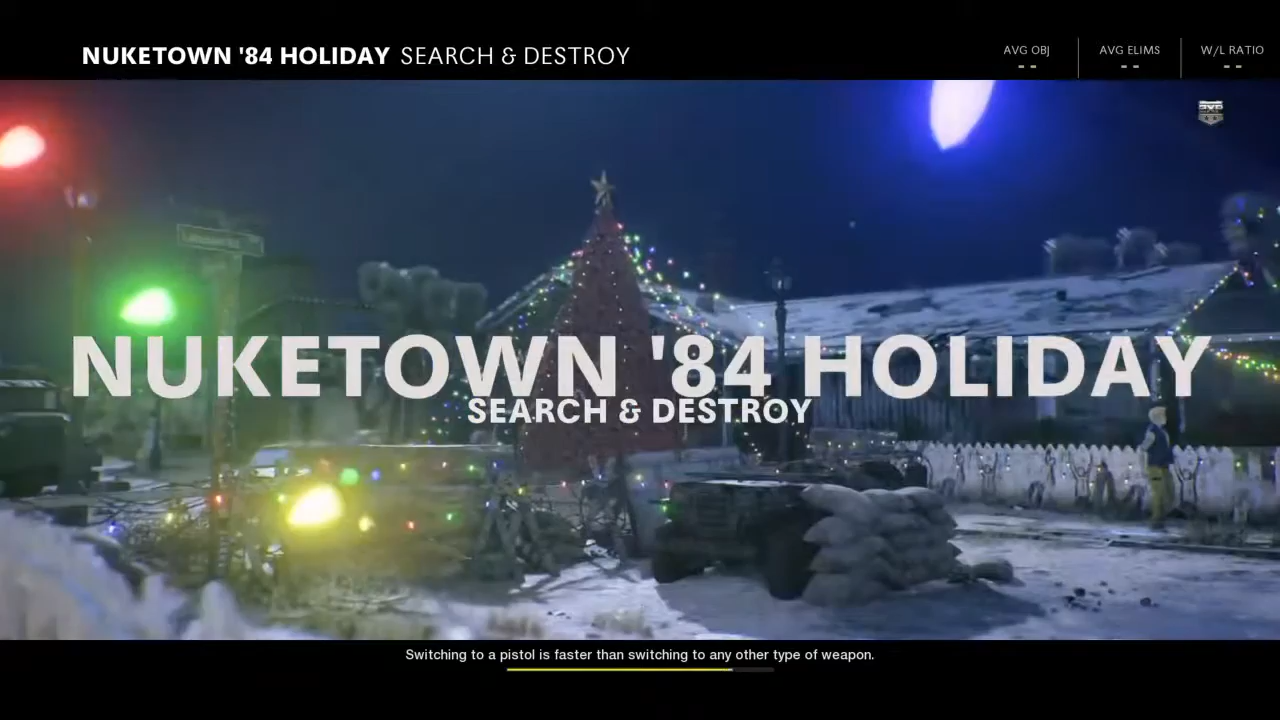 NUKETOWN '84 HOLIDAY SEARCH & DESTROY
AVG OBJ AVG ELIMS W/L RATIO
-- -- --
2XP
NUKETOWN '84 HOLIDAY
SEARCH & DESTROY
Switching to a pistol is faster than switching to any other type of weapon.